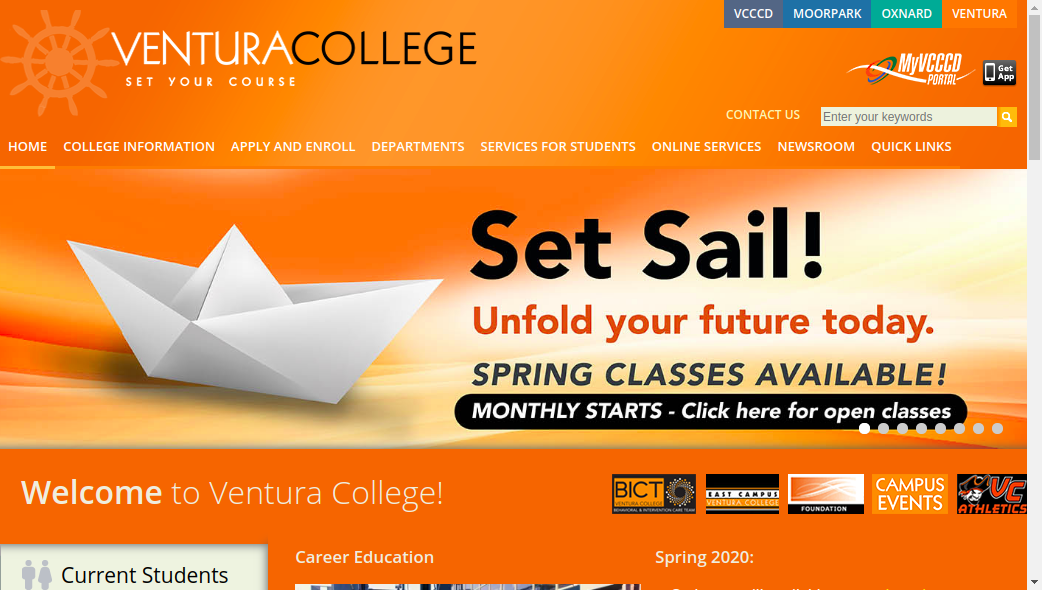 VCCCD MOORPARK OXNARD VENTURA
VENTURACOLLEGE
SET YOUR COURSE
MyVCCCD
PORTAL
Get
App
CONTACT US
Enter your keywords
HOME COLLEGE INFORMATION APPLY AND ENROLL DEPARTMENTS SERVICES FOR STUDENTS ONLINE SERVICES NEWSROOM QUICK LINKS
Set Sail!
Unfold your future today.
SPRING CLASSES AVAILABLE!
MONTHLY STARTS - Click here for open classes
Welcome to Ventura College!
BICT
VENTURA COLLEGE
BEHAVIORAL & INTERVENTION CARE TEAM
EAST CAMPUS
VENTURA COLLEGE
FOUNDATION
CAMPUS
EVENTS
VC
ATHLETICS
Current Students
Career Education
Spring 2020: